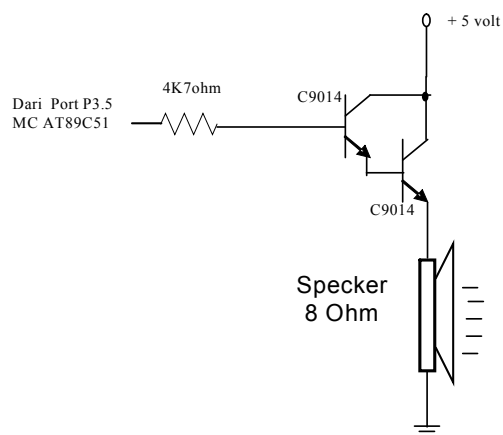 + 5 volt
4K7ohm
C9014
Dari Port P3.5
MC AT89C51
C9014
Specker
8 Ohm